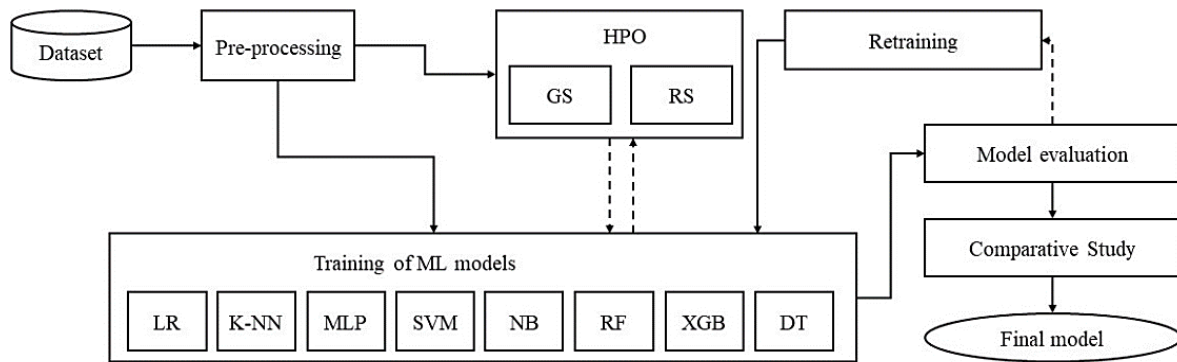 Dataset
Pre-processing
HPO
GS
RS
Retraining
Model evaluation
Comparative Study
Final model
Training of ML models
LR
K-NN
MLP
SVM
NB
RF
XGB
DT